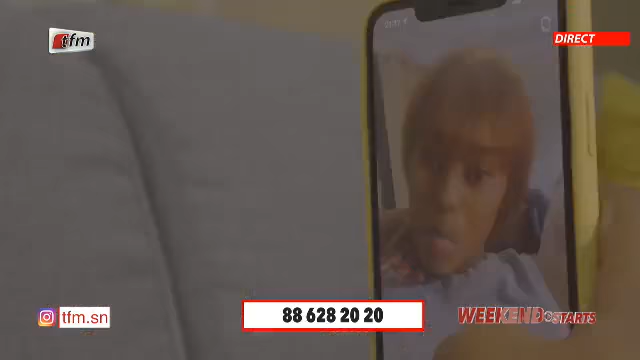 tfm
DIRECT
tfm.sn
88 628 20 20
WEEKEND STARTS